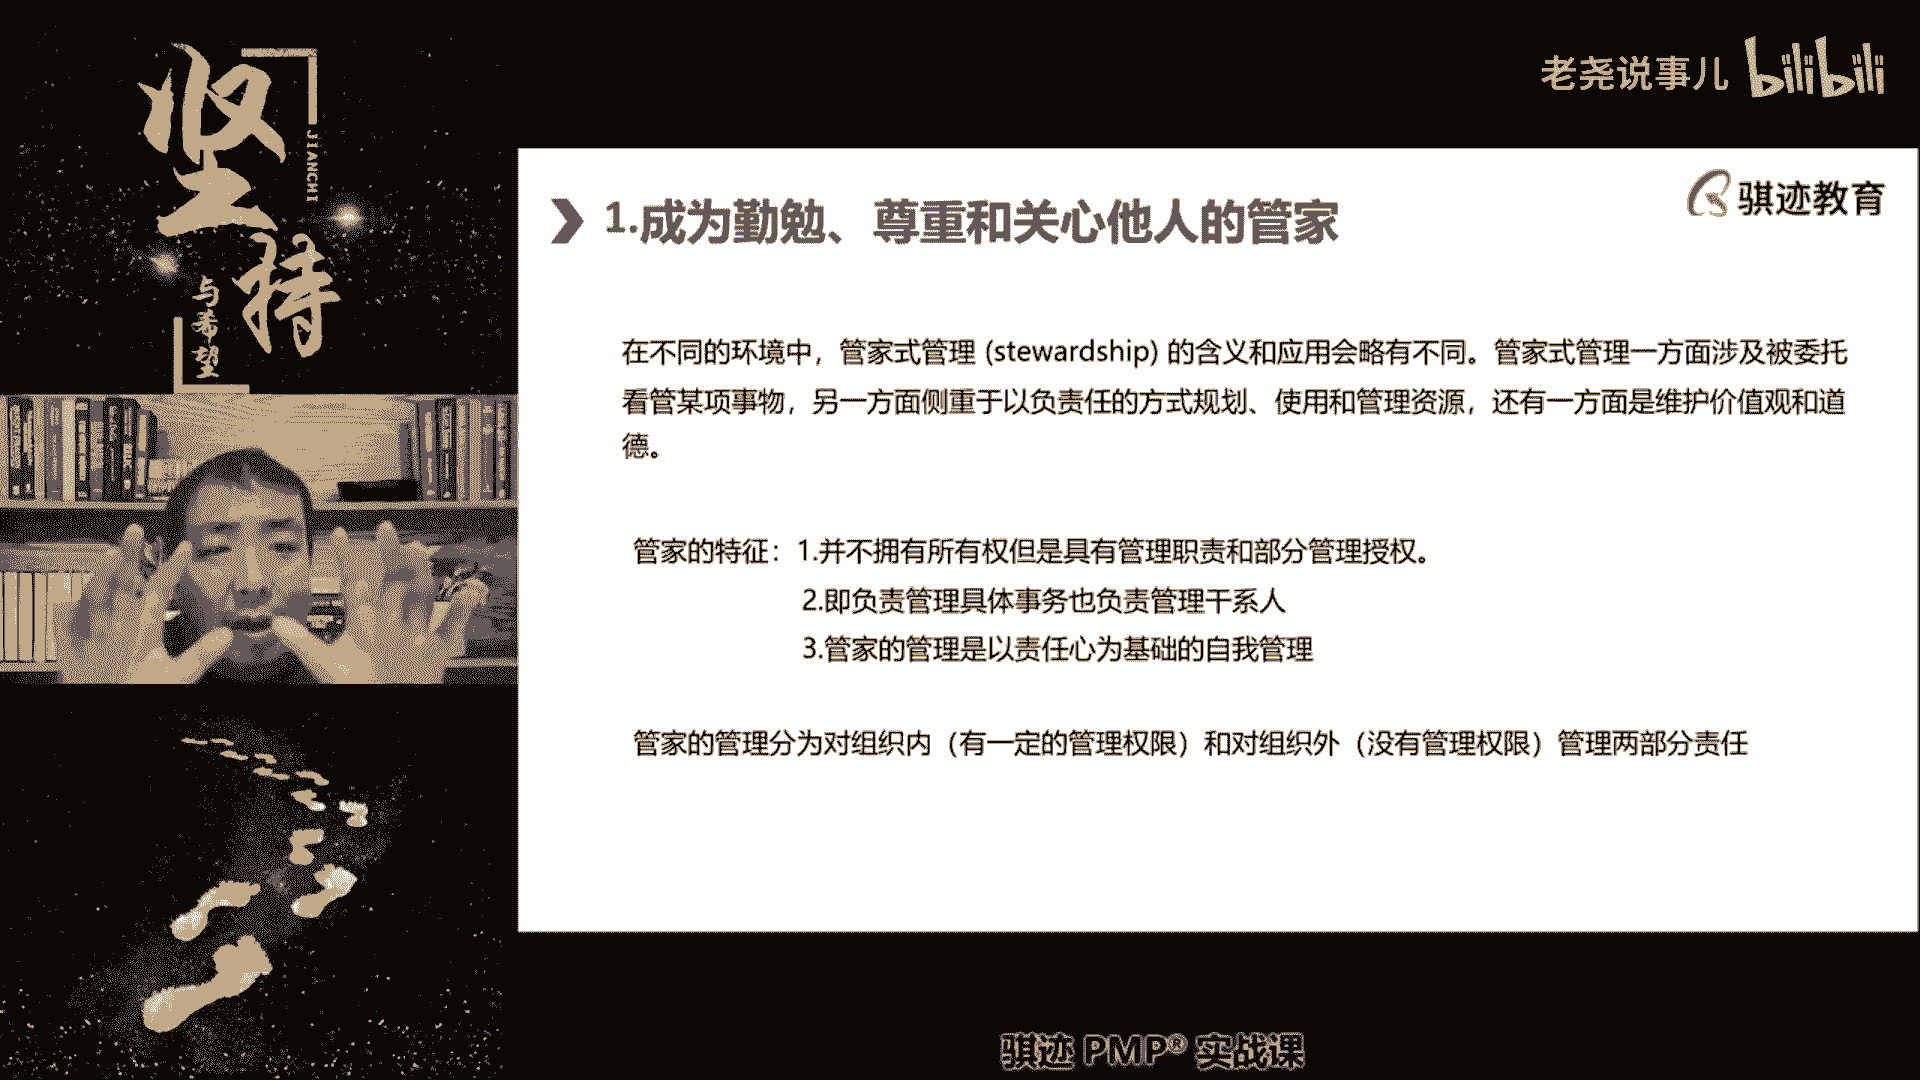 坚持
JIANCHI
与希望
老尧说事儿 bilibili
骐迹教育
1.成为勤勉、尊重和关心他人的管家
在不同的环境中，管家式管理 (stewardship) 的含义和应用会略有不同。管家式管理一方面涉及被委托
看管某项事物，另一方面侧重于以负责任的方式规划、使用和管理资源，还有一方面是维护价值观和道
德。
管家的特征：1.并不拥有所有权但是具有管理职责和部分管理授权。
2.即负责管理具体事务也负责管理干系人
3.管家的管理是以责任心为基础的自我管理
管家的管理分为对组织内（有一定的管理权限）和对组织外（没有管理权限）管理两部分责任
骐迹 PMP® 实战课